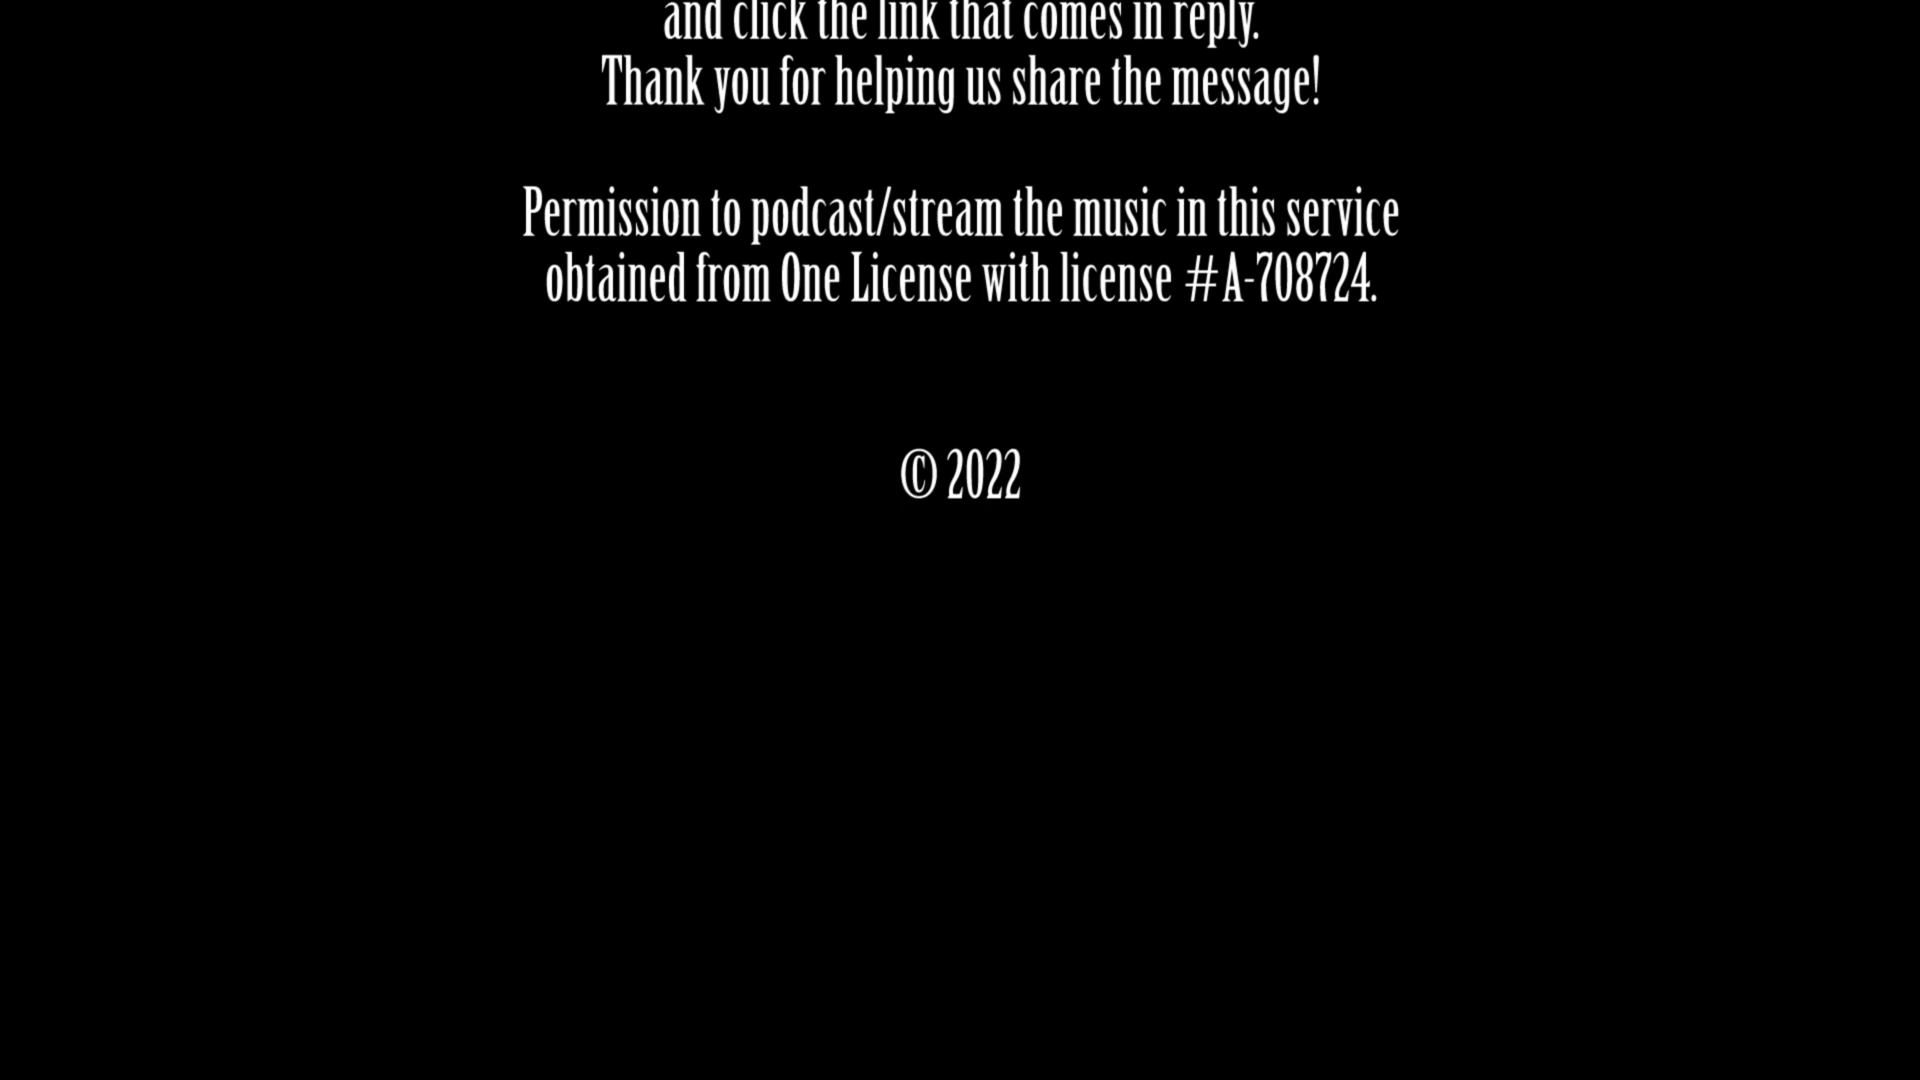 and click the link that comes in reply.
Thank you for helping us share the message!
Permission to podcast/stream the music in this service
obtained from One License with license #A-708724.
© 2022